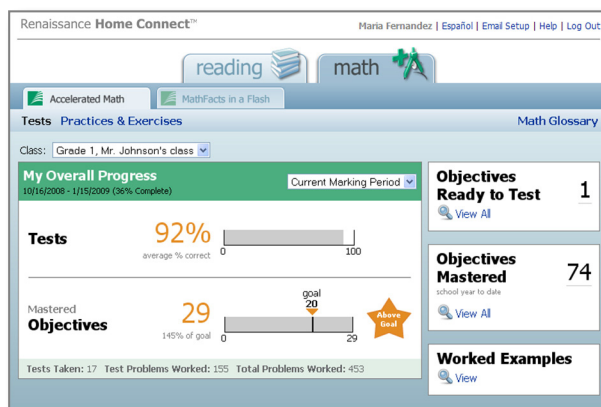 Renaissance Home Connect™
Maria Fernandez | Español | Email Setup | Help | Log Out
reading
math
Accelerated Math
MathFacts in a Flash
Tests Practices & Exercises
Math Glossary
Class: Grade 1, Mr. Johnson's class
My Overall Progress
10/16/2008 - 1/15/2009 (36% Complete)
Current Marking Period
Tests
92%
average % correct
0
100
Mastered
Objectives
29
145% of goal
goal
20
0
29
Above
Goal
Tests Taken: 17 Test Problems Worked: 155 Total Problems Worked: 453
Objectives
Ready to Test
1
View All
Objectives
Mastered
74
school year to date
View All
Worked Examples
View